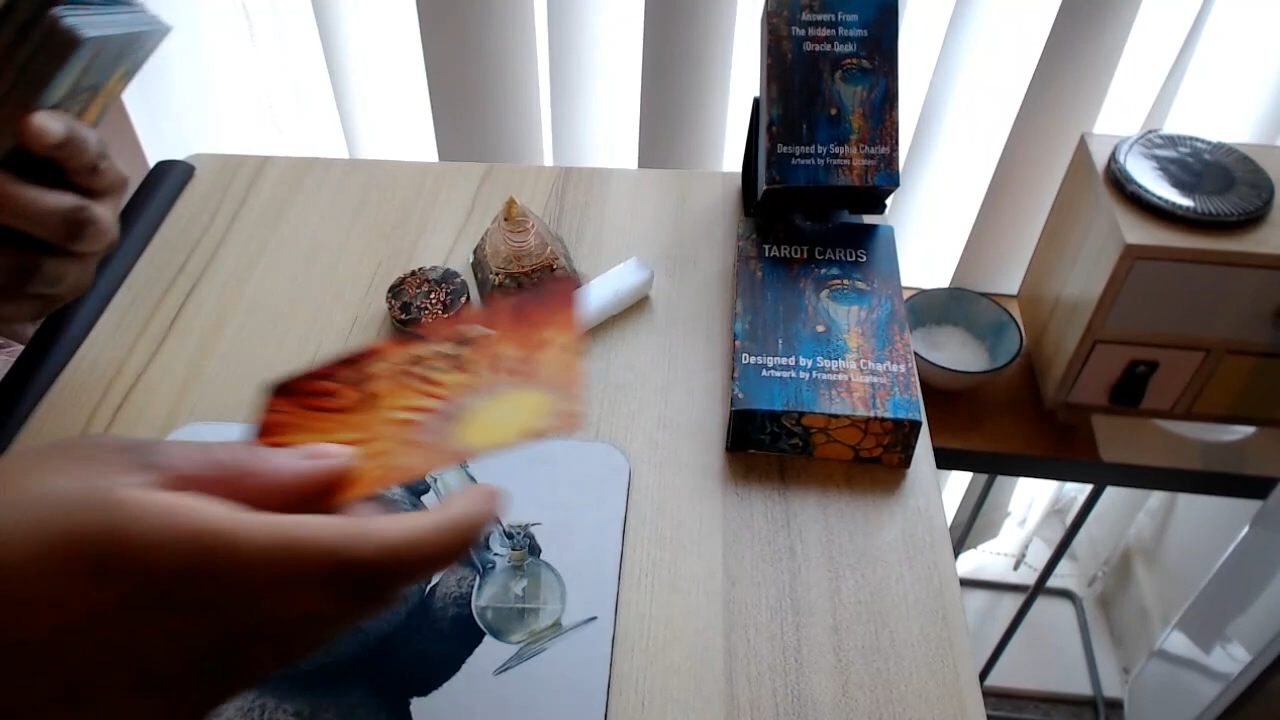 Answers From
The Hidden Realms
(Oracle Deck)
Designed by Sophia Charles
Artwork by Frances Licatesi
TAROT CARDS
Designed by Sophia Charles
Artwork by Frances Licatesi